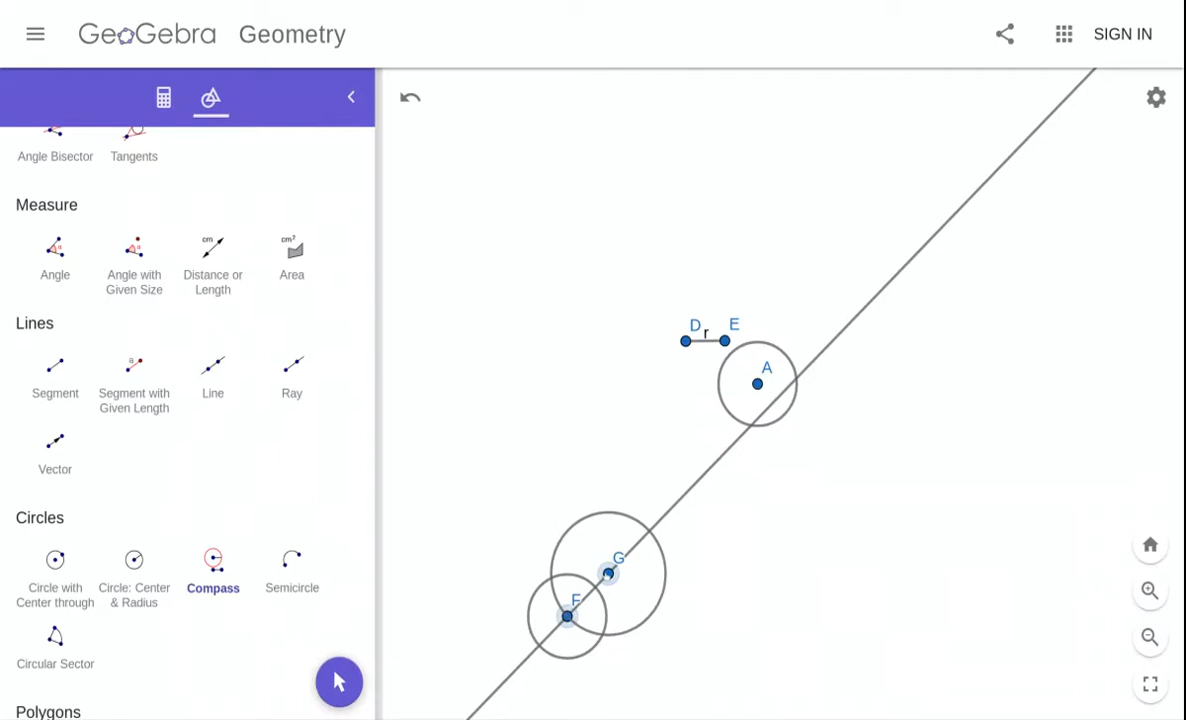 GeoGebra Geometry
SIGN IN
Angle Bisector
Tangents
Measure
Angle
Angle with
Given Size
Distance or
Length
Area
cm
cm²
α
α
Lines
Segment
Segment with
Given Length
Line
Ray
a
Vector
Circles
Circle with
Center through
Circle: Center
& Radius
Compass
Semicircle
Circular Sector
Polygons
D
r
E
A
G
F